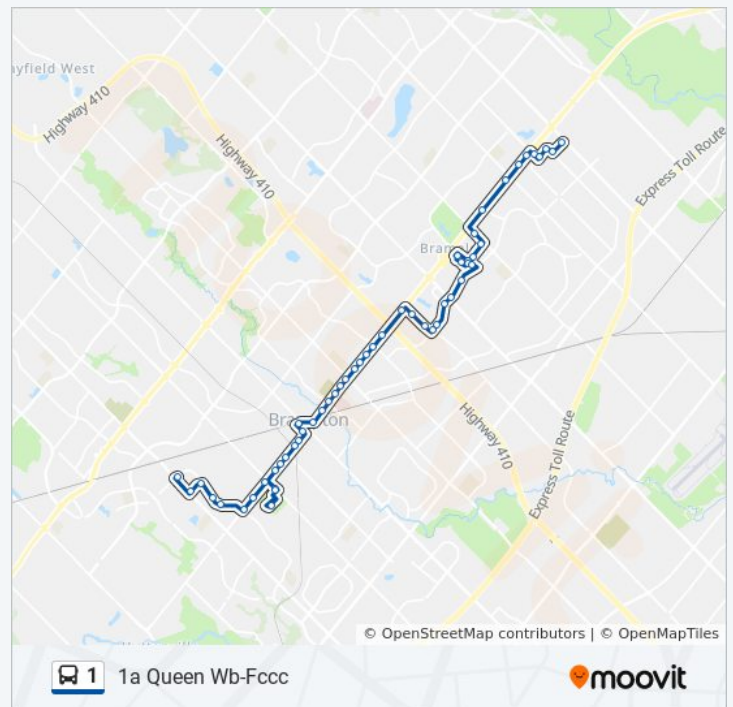 ayfield West
Highway 410
Highway 410
Express Toll Route
Bramal
Brampton
Highway 410
Express Toll Route
© OpenStreetMap contributors | © OpenMapTiles
1
1a Queen Wb-Fccc
moovit